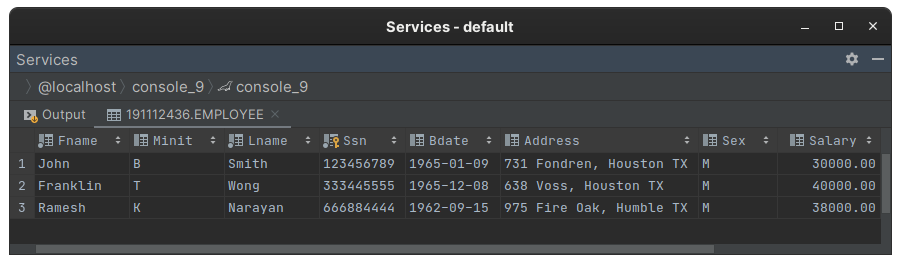 Services - default
Services
@localhost console_9 console_9
Output 191112436.EMPLOYEE
Fname Minit Lname Ssn Bdate Address Sex Salary
1 John B Smith 123456789 1965-01-09 731 Fondren, Houston TX M 30000.00
2 Franklin T Wong 333445555 1965-12-08 638 Voss, Houston TX M 40000.00
3 Ramesh K Narayan 666884444 1962-09-15 975 Fire Oak, Humble TX M 38000.00